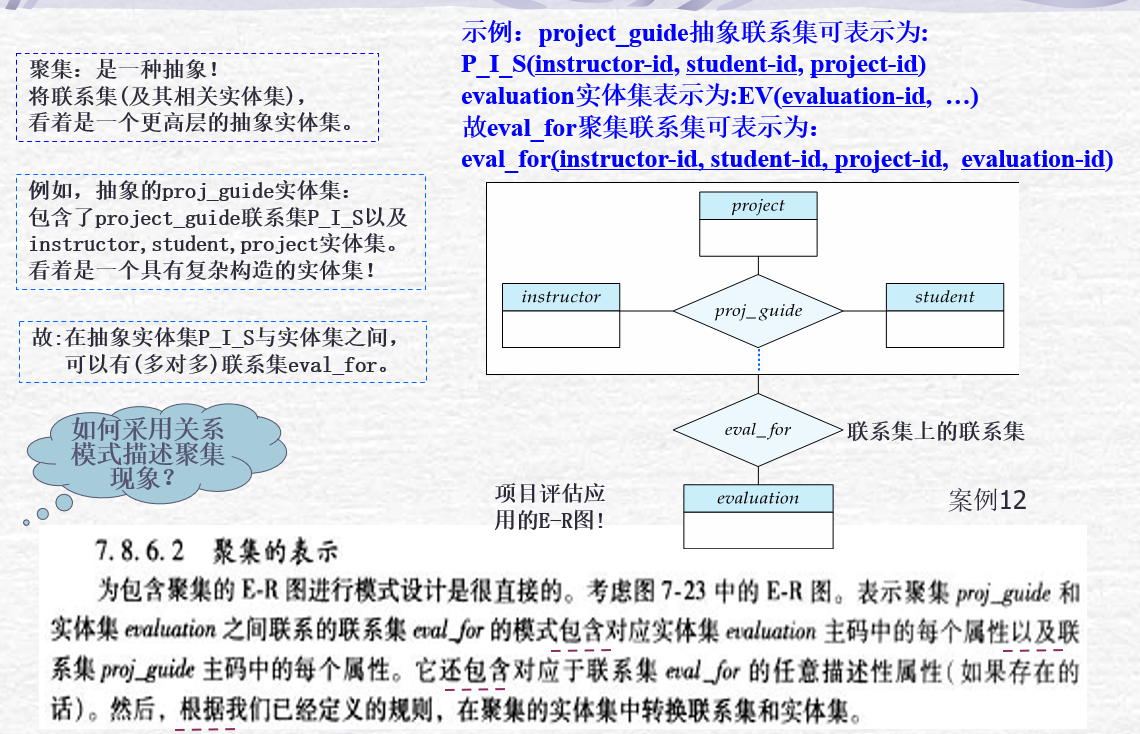 聚集：是一种抽象！
将联系集(及其相关实体集)，
看着是一个更高层的抽象实体集。
例如，抽象的proj_guide实体集：
包含了project_guide联系集P_I_S以及
instructor,student,project实体集。
看着是一个具有复杂构造的实体集！
故:在抽象实体集P_I_S与实体集之间，
可以有(多对多)联系集eval_for。
如何采用关系
模式描述聚集
现象？
示例：project_guide抽象联系集可表示为:
P_I_S(instructor-id, student-id, project-id)
evaluation实体集表示为:EV(evaluation-id, …)
故eval_for聚集联系集可表示为：
eval_for(instructor-id, student-id, project-id, evaluation-id)
project
instructor
proj_guide
student
eval_for
联系集上的联系集
evaluation
项目评估应
用的E-R图!
案例12
7.8.6.2 聚集的表示
为包含聚集的 E-R 图进行模式设计是很直接的。考虑图 7-23 中的 E-R 图。表示聚集 proj_guide 和
实体集 evaluation 之间联系的联系集 eval_for 的模式包含对应实体集 evaluation 主码中的每个属性以及联
系集 proj_guide 主码中的每个属性。它还包含对应于联系集 eval_for 的任意描述性属性(如果存在的
话)。然后，根据我们已经定义的规则，在聚集的实体集中转换联系集和实体集。